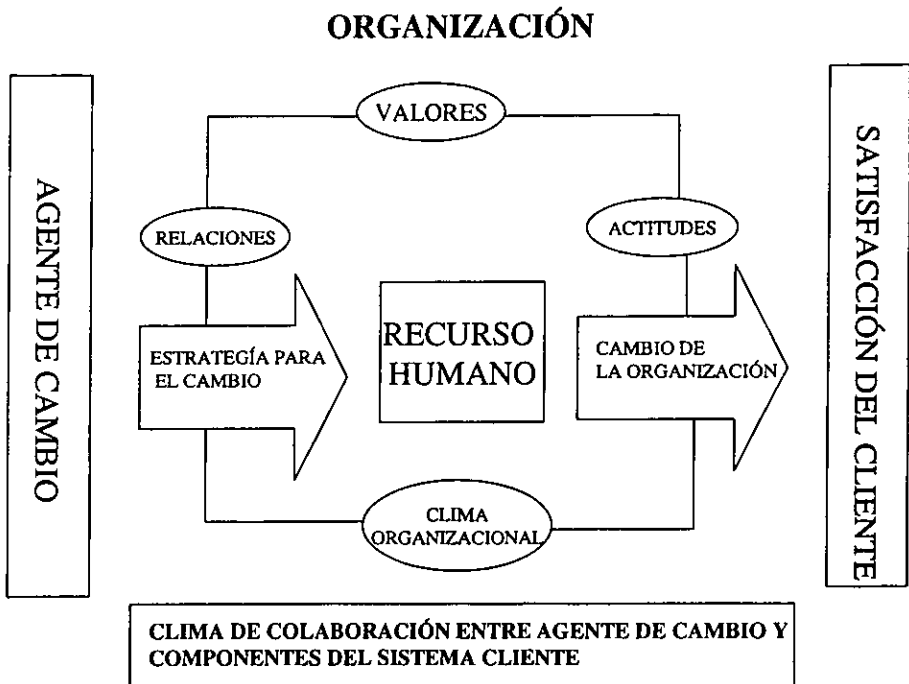 ORGANIZACIÓN
VALORES
AGENTE DE CAMBIO
SATISFACCIÓN DEL CLIENTE
RELACIONES
ACTITUDES
ESTRATEGÍA PARA
EL CAMBIO
RECURSO
HUMANO
CAMBIO DE
LA ORGANIZACIÓN
CLIMA
ORGANIZACIONAL
CLIMA DE COLABORACIÓN ENTRE AGENTE DE CAMBIO Y
COMPONENTES DEL SISTEMA CLIENTE